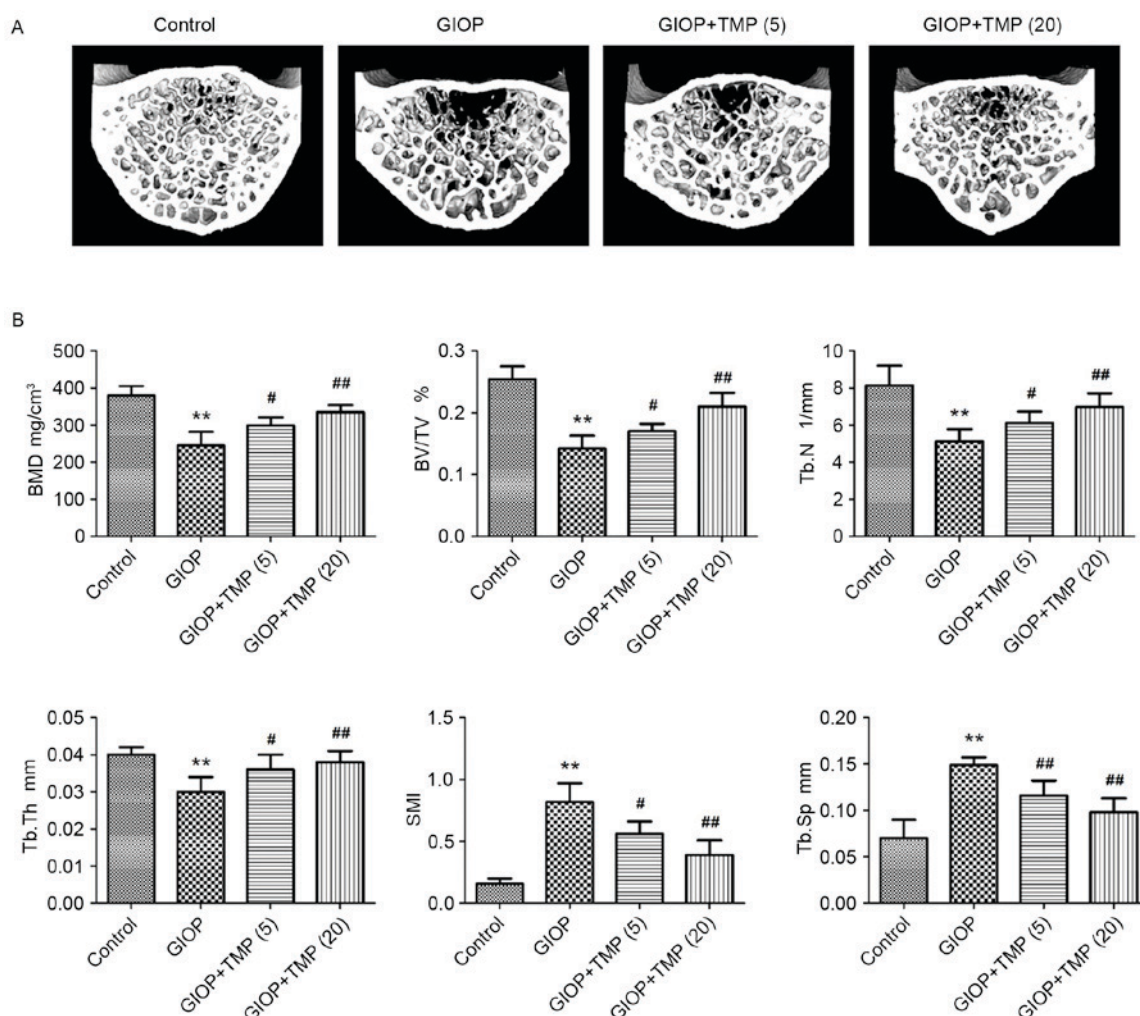 A
Control
GIOP
GIOP+TMP (5)
GIOP+TMP (20)
B
500
400
300
200
100
0
BMD mg/cm³
**
#
##
Control
GIOP
GIOP+TMP (5)
GIOP+TMP (20)
0.3
0.2
0.1
0.0
BV/TV %
**
#
##
Control
GIOP
GIOP+TMP (5)
GIOP+TMP (20)
10
8
6
4
2
0
Tb.N 1/mm
**
#
##
Control
GIOP
GIOP+TMP (5)
GIOP+TMP (20)
0.05
0.04
0.03
0.02
0.01
0.00
Tb.Th mm
**
#
##
Control
GIOP
GIOP+TMP (5)
GIOP+TMP (20)
1.5
1.0
0.5
0.0
SMI
**
#
##
Control
GIOP
GIOP+TMP (5)
GIOP+TMP (20)
0.20
0.15
0.10
0.05
0.00
Tb.Sp mm
**
##
##
Control
GIOP
GIOP+TMP (5)
GIOP+TMP (20)